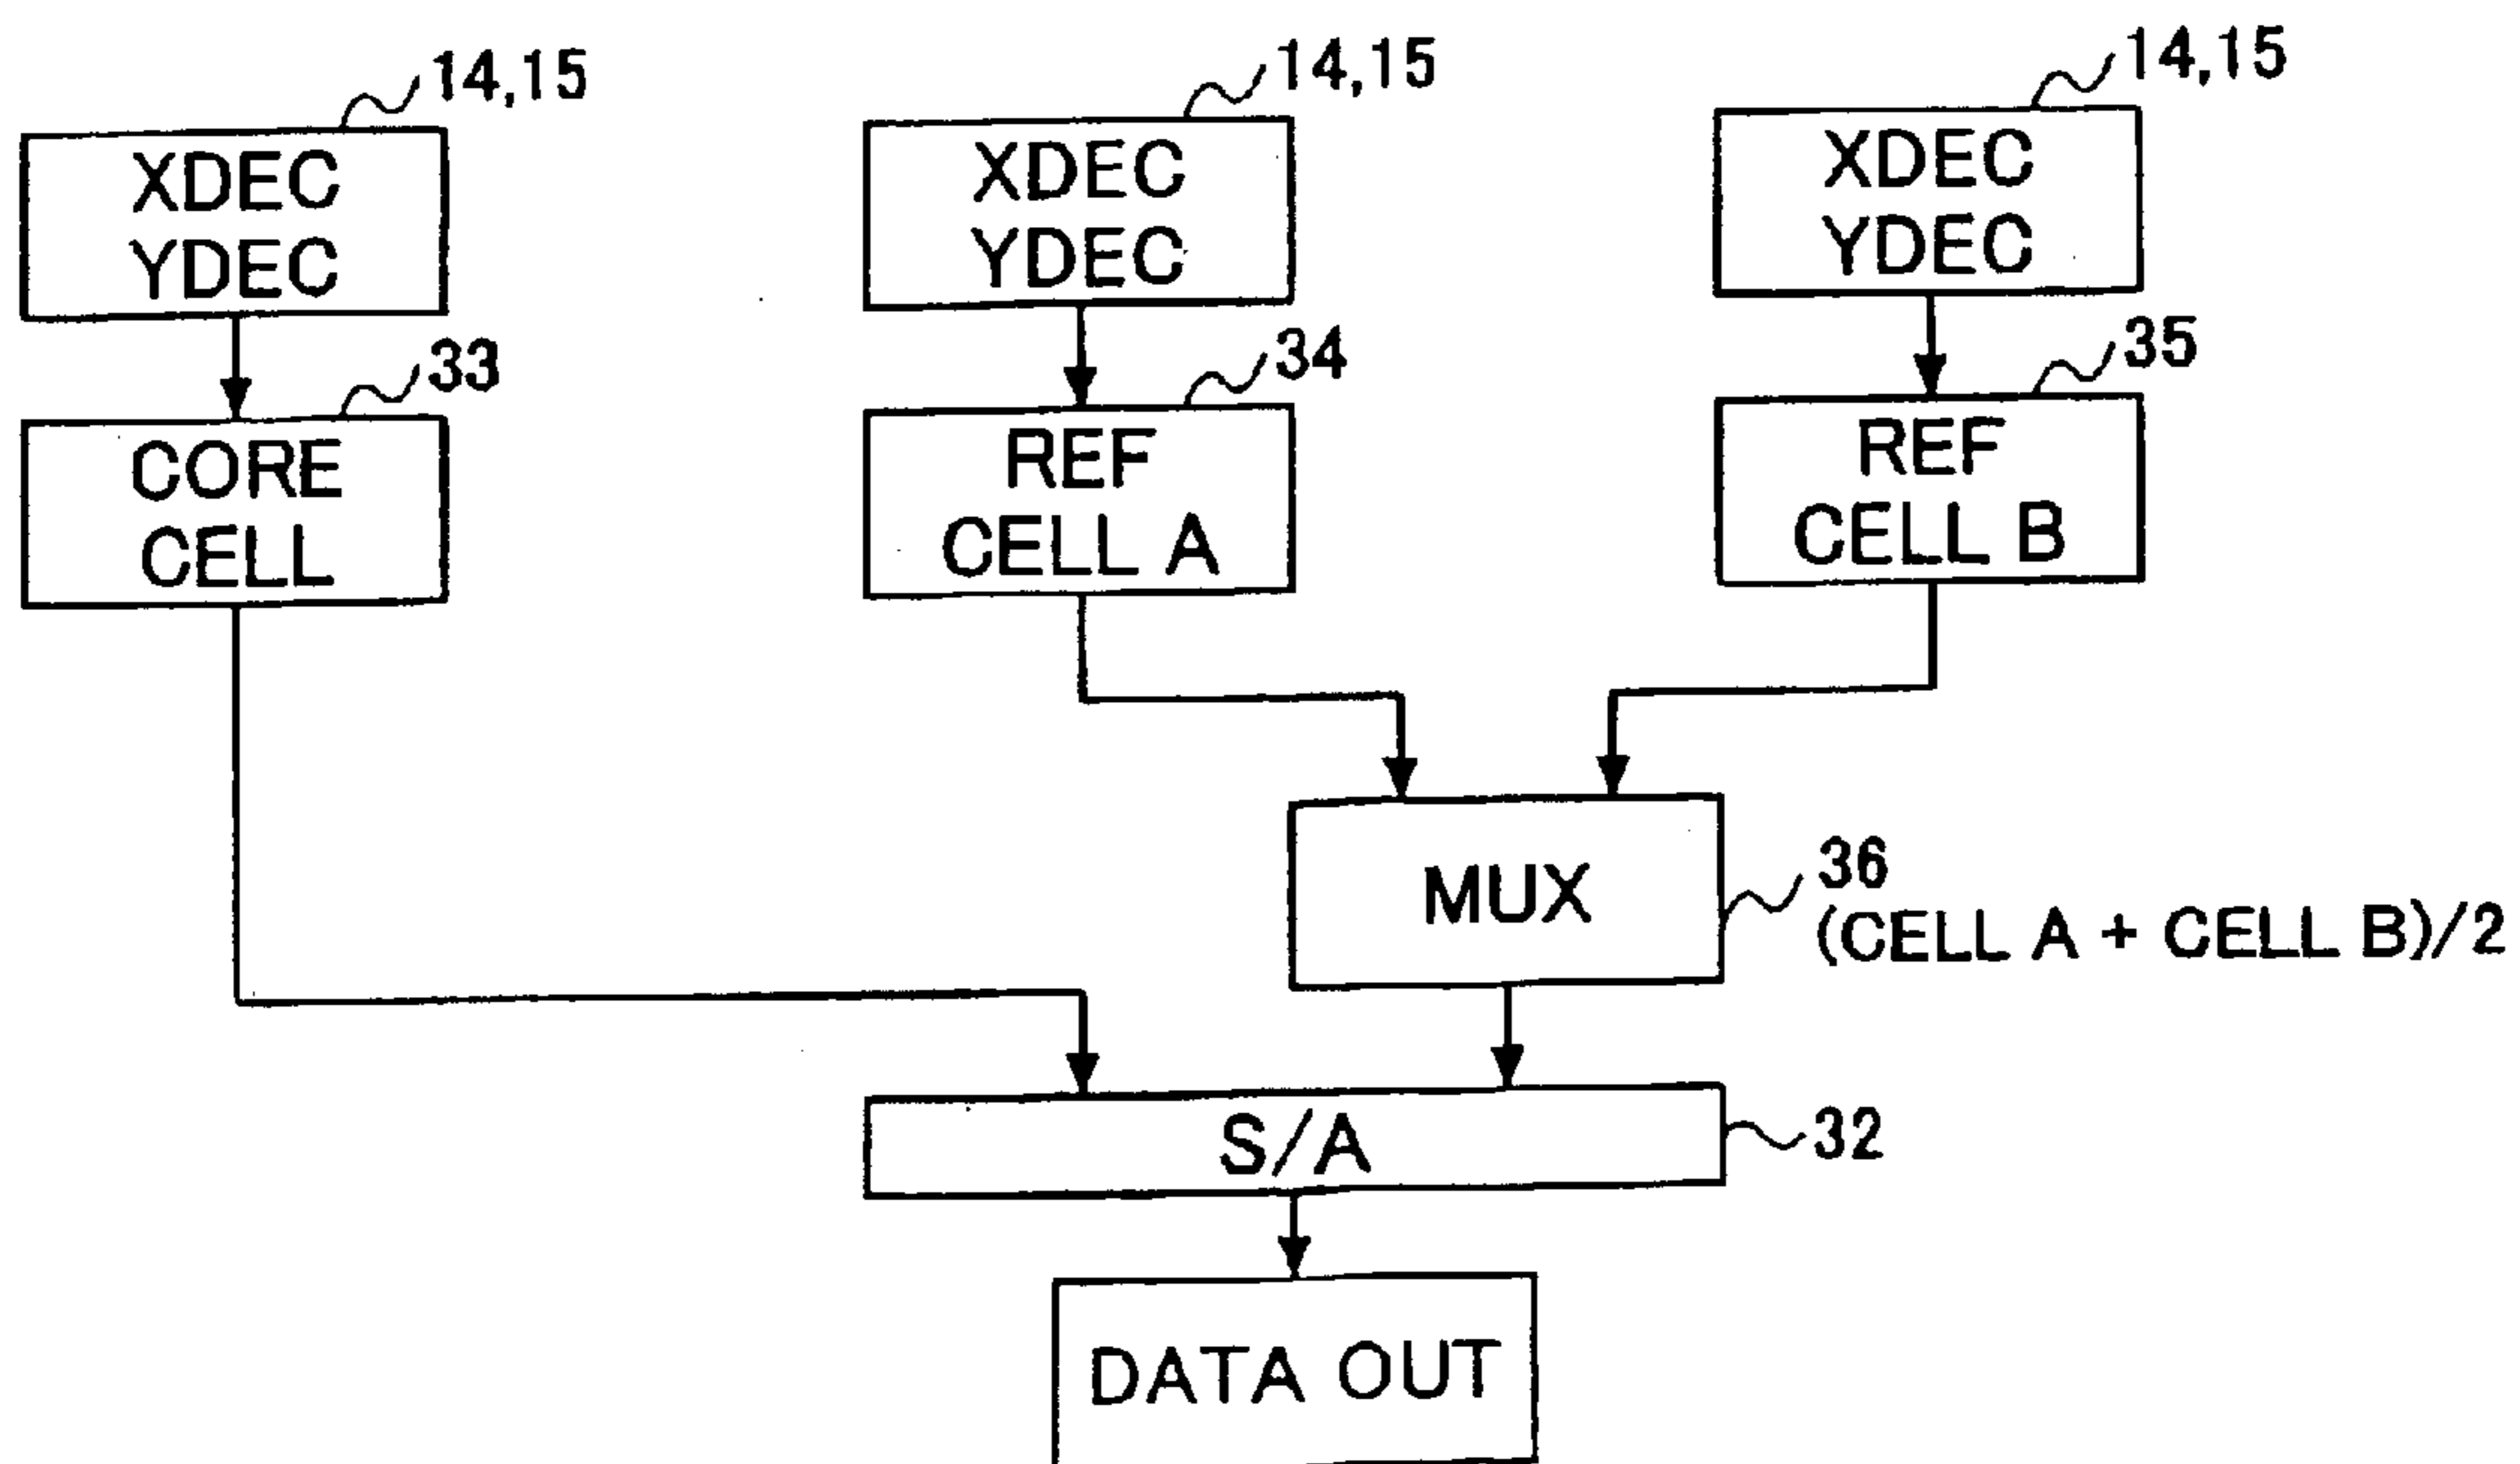 14,15
14,15
14,15
XDEC
YDEC
XDEC
YDEC
XDEC
YDEC
33
34
35
CORE
CELL
REF
CELL A
REF
CELL B
MUX
36
(CELL A + CELL B)/2
S/A
32
DATA OUT